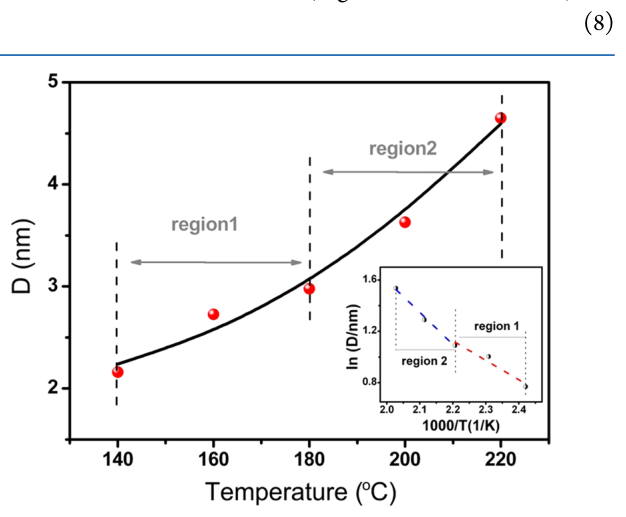 (8)
5
4
3
2
D (nm)
region1
region2
140
160
180
200
220
Temperature (°C)
1.6
1.2
0.8
ln (D/nm)
region 1
region 2
2.0
2.1
2.2
2.3
2.4
1000/T(1/K)